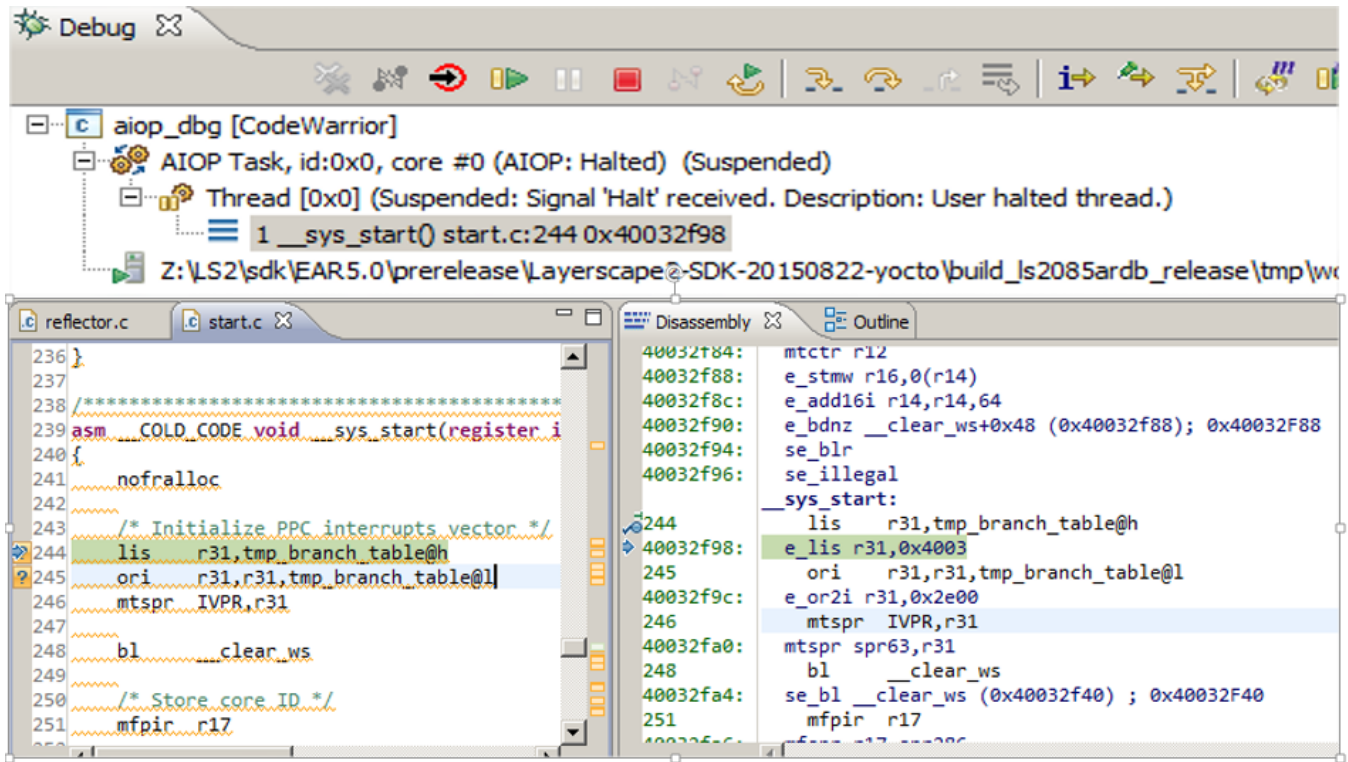 Debug
aiop_dbg [CodeWarrior]
AIOP Task, id:0x0, core #0 (AIOP: Halted) (Suspended)
Thread [0x0] (Suspended: Signal 'Halt' received. Description: User halted thread.)
1 __sys_start() start.c:244 0x40032f98
Z:\LS2\sdk\EAR5.0\prerelease\Layerscape2-SDK-20150822-yocto\build_ls2085ardb_release\tmp\wo
reflector.c
start.c
236 }
237
238 /*******************************************
239 asm __COLD_CODE void __sys_start(register i
240 {
241 nofralloc
242
243 /* Initialize PPC interrupts vector */
244 lis r31,tmp_branch_table@h
245 ori r31,r31,tmp_branch_table@l
246 mtspr IVPR,r31
247
248 bl __clear_ws
249
250 /* Store core ID */
251 mfpir r17
Disassembly
Outline
40032f84: mtctr r12
40032f88: e_stmw r16,0(r14)
40032f8c: e_add16i r14,r14,64
40032f90: e_bdnz __clear_ws+0x48 (0x40032f88); 0x40032F88
40032f94: se_blr
40032f96: se_illegal
__sys_start:
244 lis r31,tmp_branch_table@h
40032f98: e_lis r31,0x4003
245 ori r31,r31,tmp_branch_table@l
40032f9c: e_or2i r31,0x2e00
246 mtspr IVPR,r31
40032fa0: mtspr spr63,r31
248 bl __clear_ws
40032fa4: se_bl __clear_ws (0x40032f40) ; 0x40032F40
251 mfpir r17
40032fa6: mfspr r17,spr286